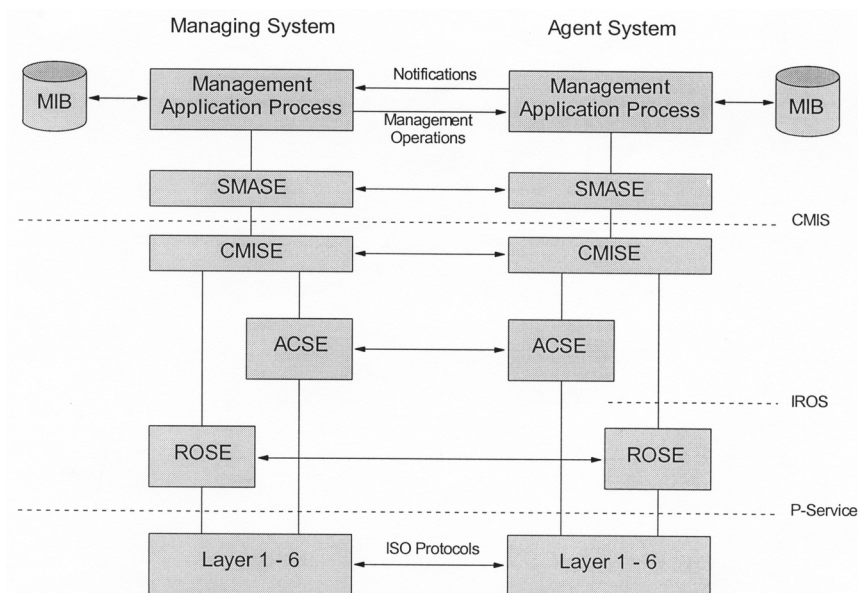 Managing System
Agent System
MIB
Management
Application Process
Notifications
Management
Operations
Management
Application Process
MIB
SMASE
SMASE
CMIS
CMISE
CMISE
ACSE
ACSE
IROS
ROSE
ROSE
P-Service
Layer 1 - 6
ISO Protocols
Layer 1 - 6